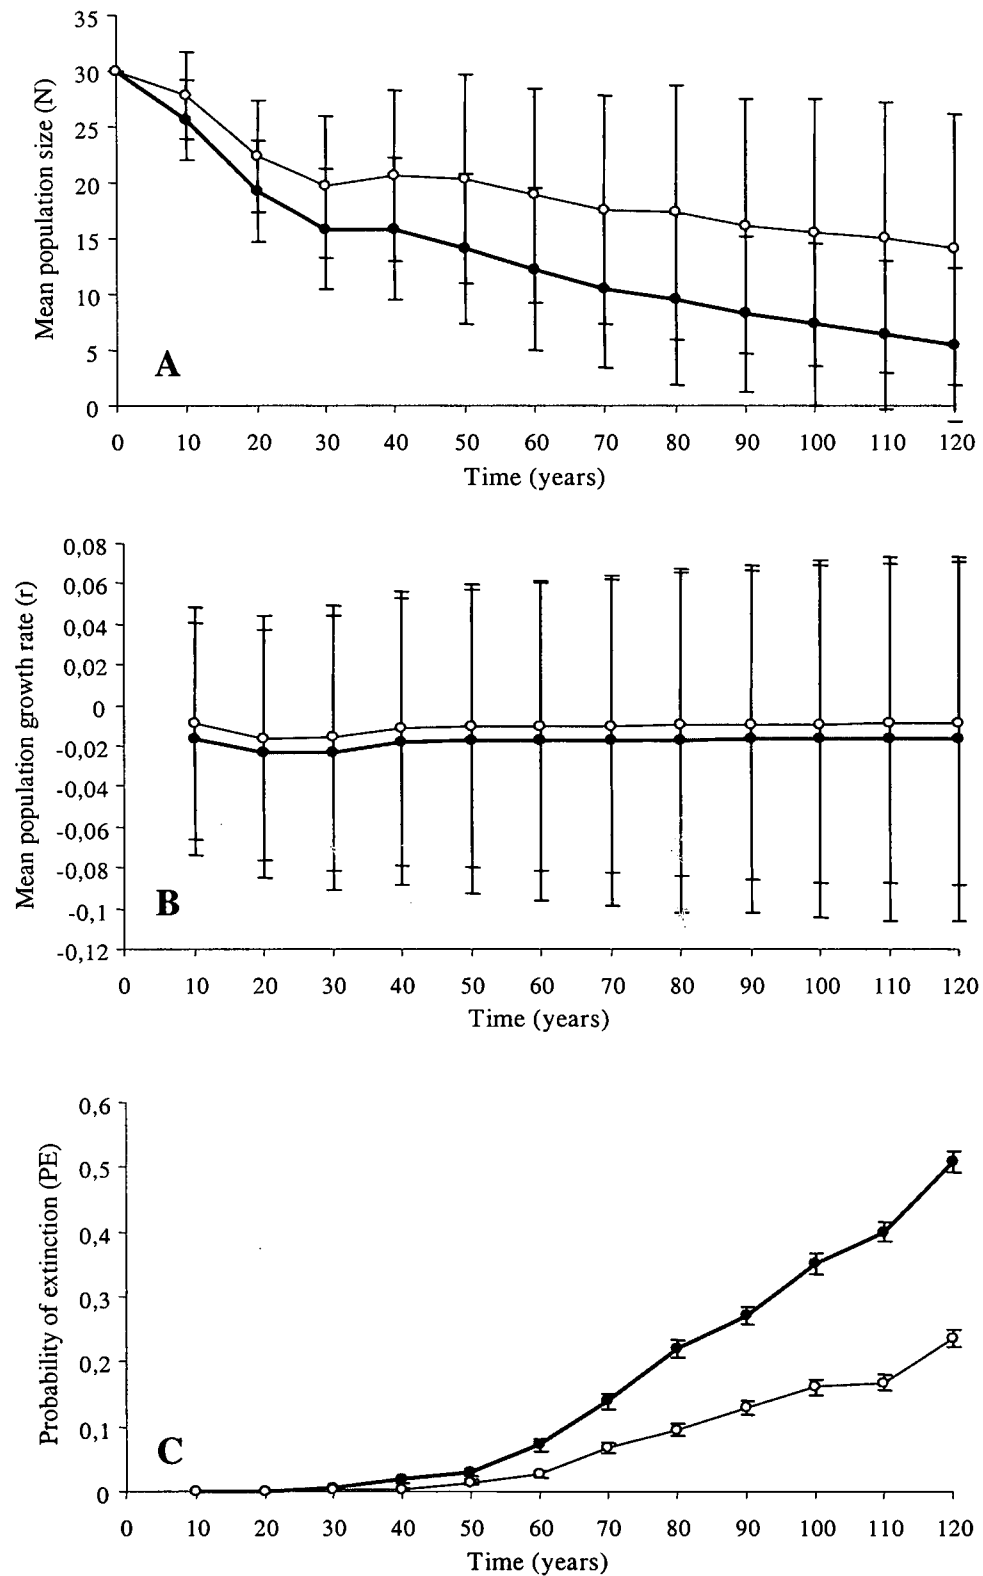 35
30
25
20
15
10
5
0
Mean population size (N)
A
0 10 20 30 40 50 60 70 80 90 100 110 120
Time (years)
0,08
0,06
0,04
0,02
0
-0,02
-0,04
-0,06
-0,08
-0,1
-0,12
Mean population growth rate (r)
B
0 10 20 30 40 50 60 70 80 90 100 110 120
Time (years)
0,6
0,5
0,4
0,3
0,2
0,1
0
Probability of extinction (PE)
C
0 10 20 30 40 50 60 70 80 90 100 110 120
Time (years)